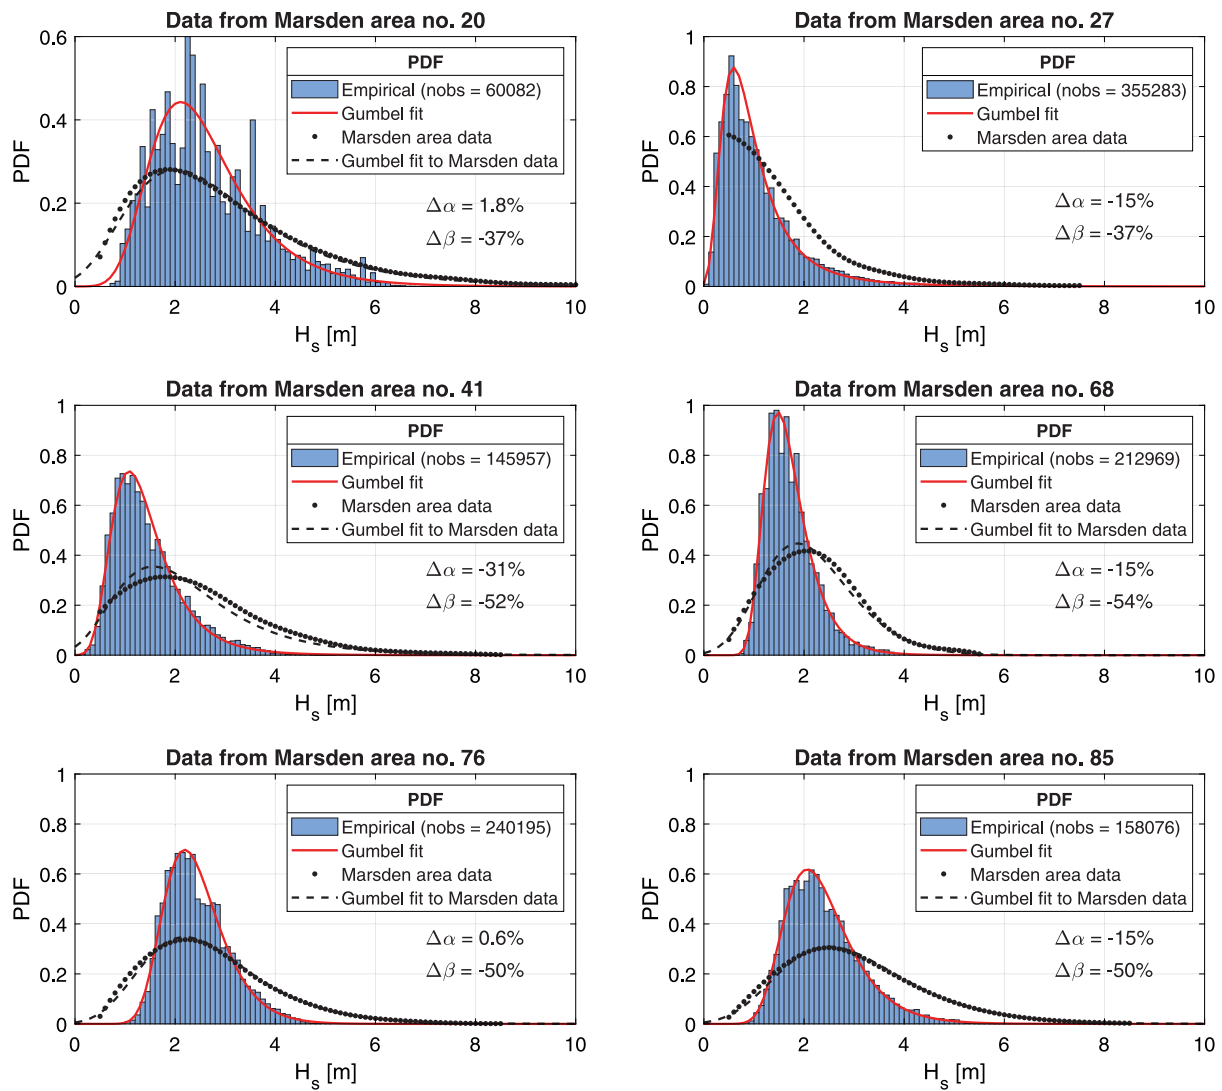 Data from Marsden area no. 20
PDF
Empirical (nobs = 60082)
Gumbel fit
Marsden area data
Gumbel fit to Marsden data
Δα = 1.8%
Δβ = -37%
0.6
0.4
0.2
0
PDF
0 2 4 6 8 10
H_s [m]
Data from Marsden area no. 27
PDF
Empirical (nobs = 355283)
Gumbel fit
Marsden area data
Δα = -15%
Δβ = -37%
1
0.8
0.6
0.4
0.2
0
PDF
0 2 4 6 8 10
H_s [m]
Data from Marsden area no. 41
PDF
Empirical (nobs = 145957)
Gumbel fit
Marsden area data
Gumbel fit to Marsden data
Δα = -31%
Δβ = -52%
1
0.8
0.6
0.4
0.2
0
PDF
0 2 4 6 8 10
H_s [m]
Data from Marsden area no. 68
PDF
Empirical (nobs = 212969)
Gumbel fit
Marsden area data
Gumbel fit to Marsden data
Δα = -15%
Δβ = -54%
1
0.8
0.6
0.4
0.2
0
PDF
0 2 4 6 8 10
H_s [m]
Data from Marsden area no. 76
PDF
Empirical (nobs = 240195)
Gumbel fit
Marsden area data
Gumbel fit to Marsden data
Δα = 0.6%
Δβ = -50%
1
0.8
0.6
0.4
0.2
0
PDF
0 2 4 6 8 10
H_s [m]
Data from Marsden area no. 85
PDF
Empirical (nobs = 158076)
Gumbel fit
Marsden area data
Gumbel fit to Marsden data
Δα = -15%
Δβ = -50%
1
0.8
0.6
0.4
0.2
0
PDF
0 2 4 6 8 10
H_s [m]